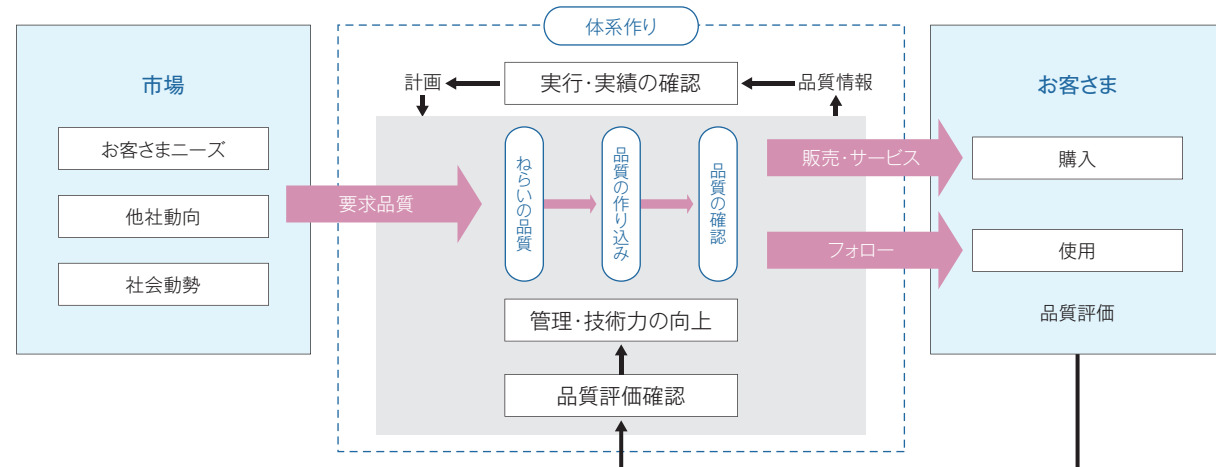 体系作り
市場
お客さまニーズ
他社動向
社会動勢
要求品質
計画
実行・実績の確認
品質情報
ねらいの品質
品質の作り込み
品質の確認
管理・技術力の向上
品質評価確認
販売・サービス
フォロー
お客さま
購入
使用
品質評価